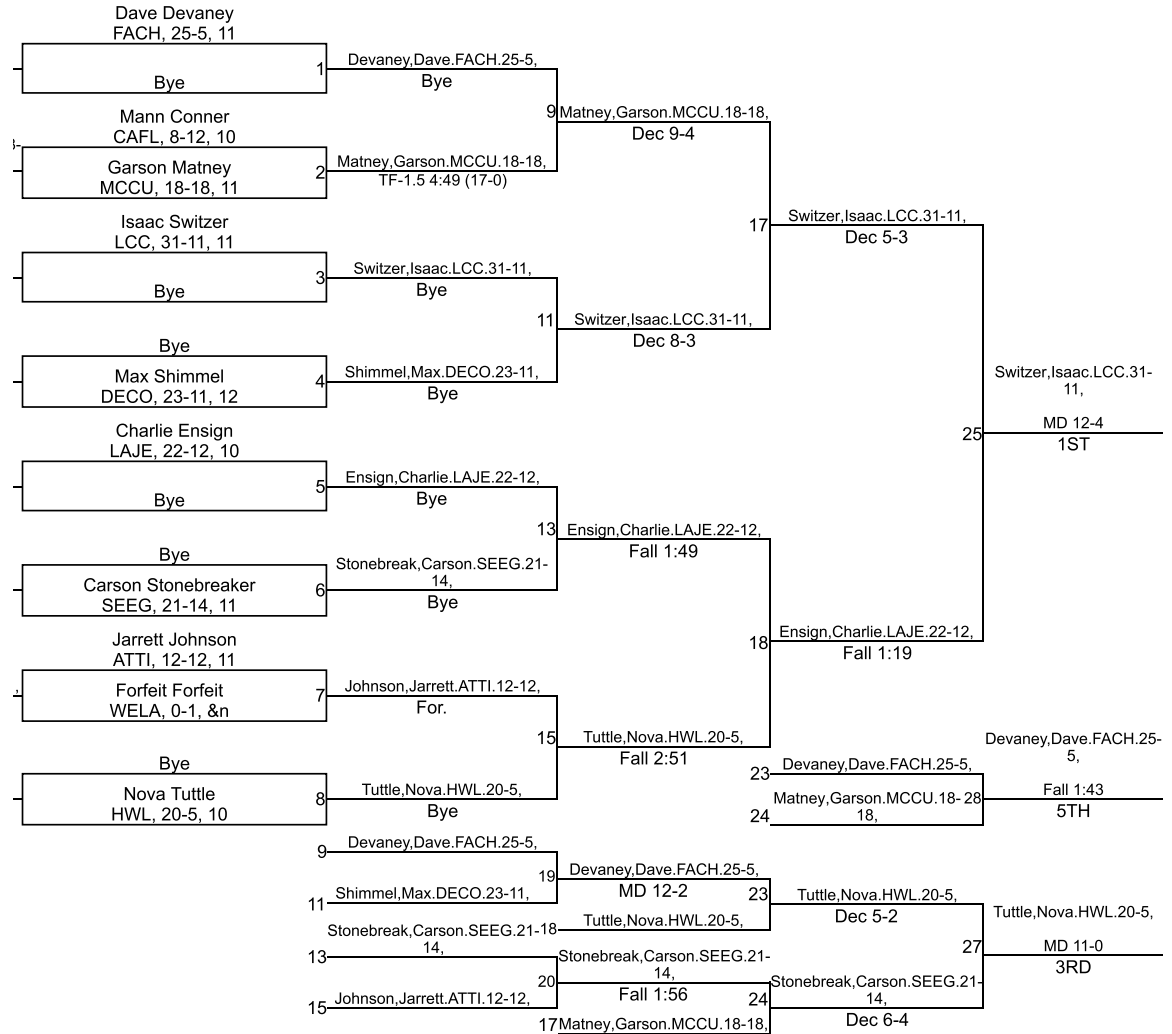 Dave Devaney
FACH, 25-5, 11
Bye
1
Devaney,Dave.FACH.25-5,
Bye
Mann Conner
CAFL, 8-12, 10
Garson Matney
MCCU, 18-18, 11
2
Matney,Garson.MCCU.18-18,
TF-1.5 4:49 (17-0)
9
Matney,Garson.MCCU.18-18,
Dec 9-4
Isaac Switzer
LCC, 31-11, 11
Bye
3
Switzer,Isaac.LCC.31-11,
Bye
Bye
Max Shimmel
DECO, 23-11, 12
4
Shimmel,Max.DECO.23-11,
Bye
11
Switzer,Isaac.LCC.31-11,
Dec 8-3
17
Switzer,Isaac.LCC.31-11,
Dec 5-3
Charlie Ensign
LAJE, 22-12, 10
Bye
5
Ensign,Charlie.LAJE.22-12,
Bye
Bye
Carson Stonebreaker
SEEG, 21-14, 11
6
Stonebreak,Carson.SEEG.21-
14,
Bye
13
Ensign,Charlie.LAJE.22-12,
Fall 1:49
Jarrett Johnson
ATTI, 12-12, 11
Forfeit Forfeit
WELA, 0-1, &n
7
Johnson,Jarrett.ATTI.12-12,
For.
Bye
Nova Tuttle
HWL, 20-5, 10
8
Tuttle,Nova.HWL.20-5,
Bye
15
Tuttle,Nova.HWL.20-5,
Fall 2:51
18
Ensign,Charlie.LAJE.22-12,
Fall 1:19
25
Switzer,Isaac.LCC.31-
11,
MD 12-4
1ST
23
Devaney,Dave.FACH.25-5,
24
Matney,Garson.MCCU.18-
18,
28
Devaney,Dave.FACH.25-
5,
Fall 1:43
5TH
9
Devaney,Dave.FACH.25-5,
11
Shimmel,Max.DECO.23-11,
19
Devaney,Dave.FACH.25-5,
MD 12-2
18
Tuttle,Nova.HWL.20-5,
23
Tuttle,Nova.HWL.20-5,
Dec 5-2
13
Stonebreak,Carson.SEEG.21-
14,
15
Johnson,Jarrett.ATTI.12-12,
20
Stonebreak,Carson.SEEG.21-
14,
Fall 1:56
17
Matney,Garson.MCCU.18-18,
24
Stonebreak,Carson.SEEG.21-
14,
Dec 6-4
27
Tuttle,Nova.HWL.20-5,
MD 11-0
3RD